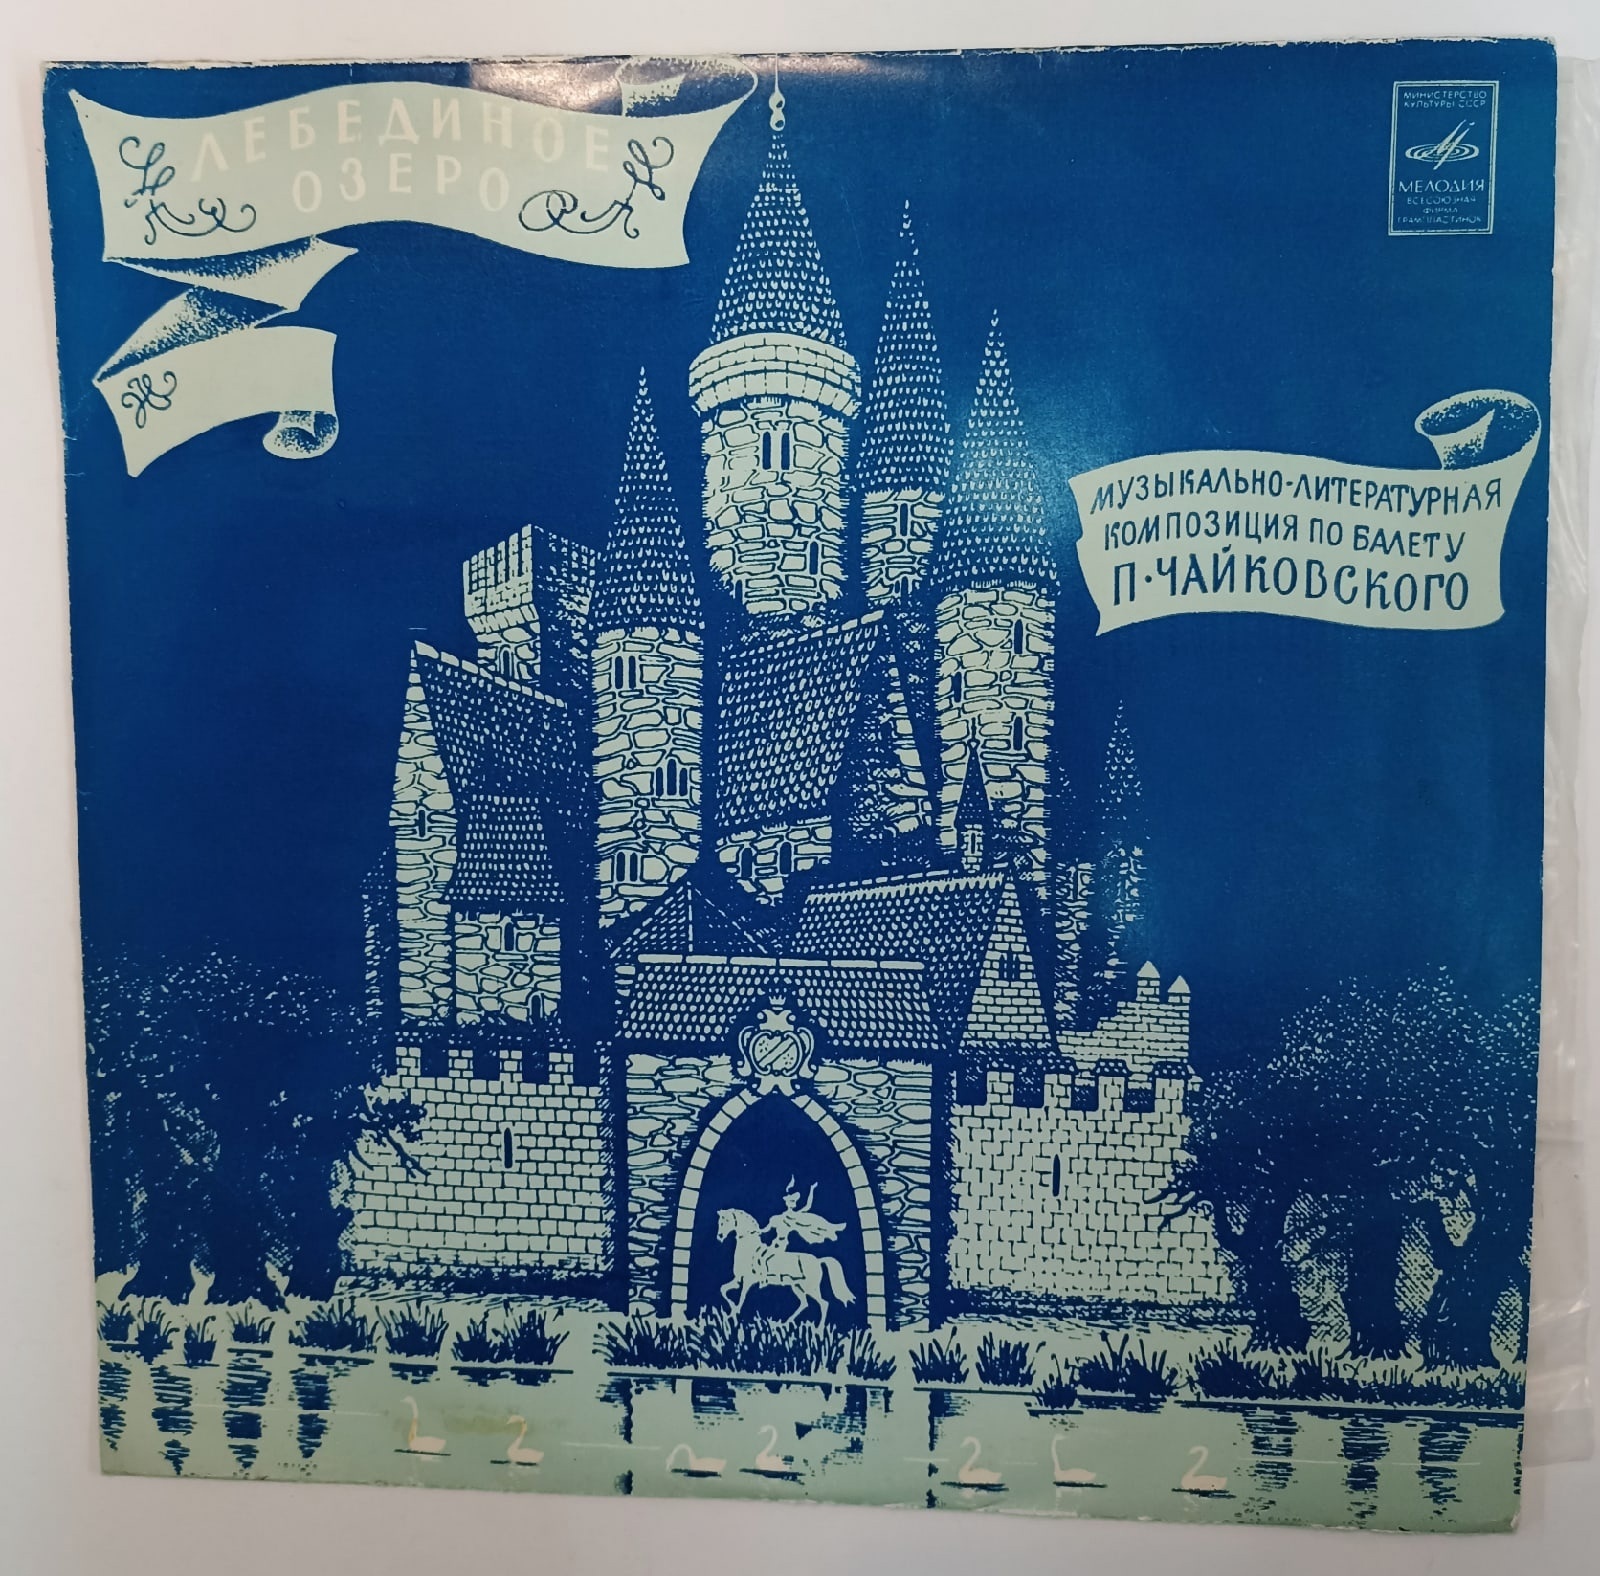 ЛЕБЕДИНОЕ
ОЗЕРО
МИНИСТЕРСТВО
КУЛЬТУРЫ СССР
МЕЛОДИЯ
ВСЕСОЮЗНАЯ
ФИРМА
ГРАМПЛАСТИНОК
МУЗЫКАЛЬНО-ЛИТЕРАТУРНАЯ
КОМПОЗИЦИЯ ПО БАЛЕТУ
П·ЧАЙКОВСКОГО